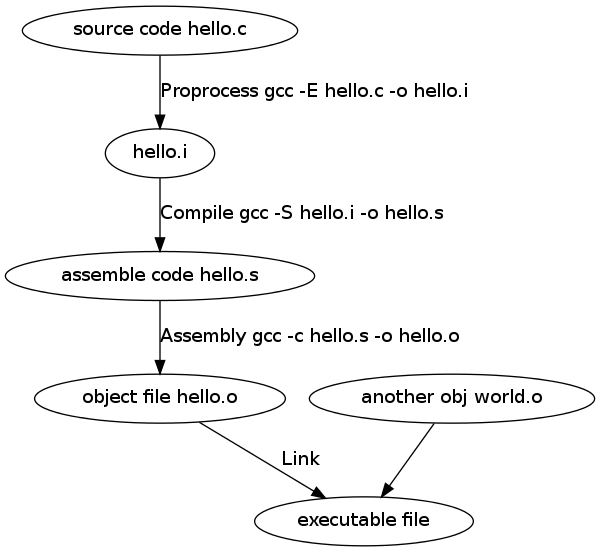 source code hello.c
Proprocess gcc -E hello.c -o hello.i
hello.i
Compile gcc -S hello.i -o hello.s
assemble code hello.s
Assembly gcc -c hello.s -o hello.o
object file hello.o
another obj world.o
Link
executable file